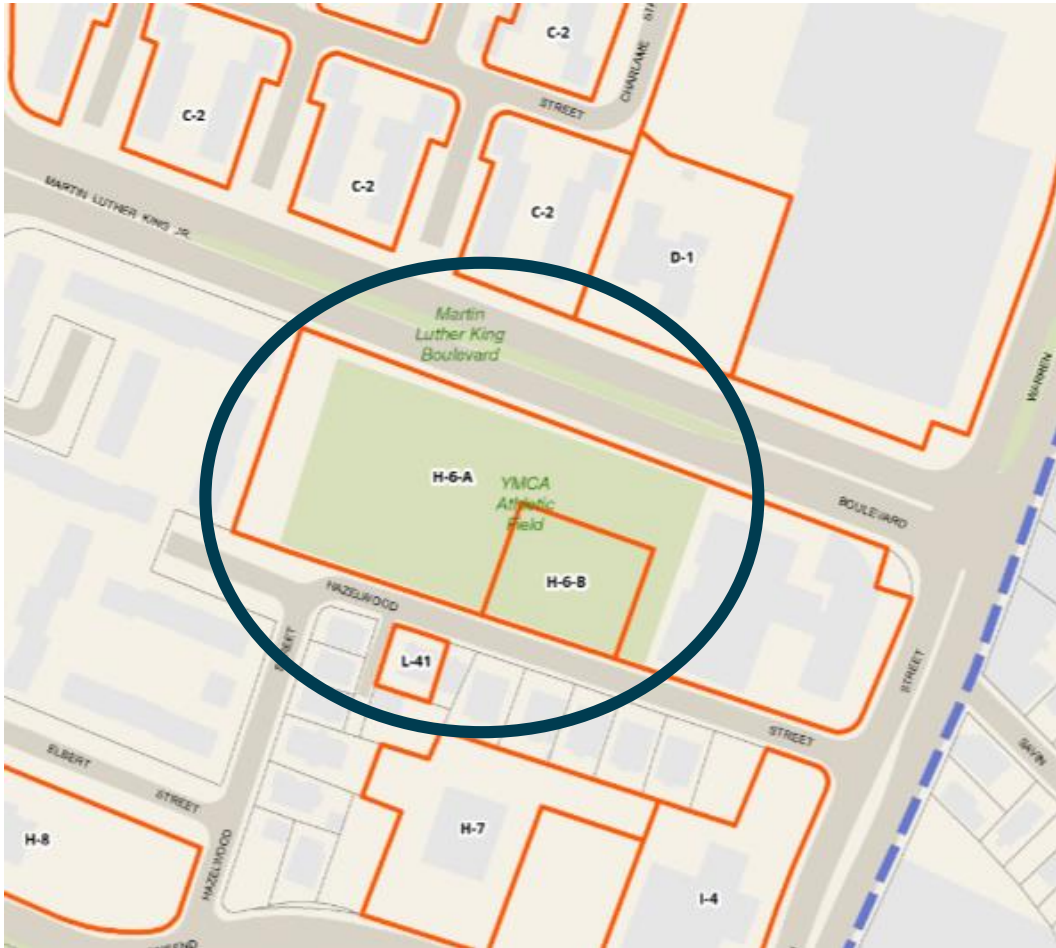 C-2
CHARLAME
STREET
C-2
C-2
C-2
MARTIN LUTHER KING JR.
D-1
Martin
Luther King
Boulevard
WARREN
H-6-A
YMCA
Athletic
Field
BOULEVARD
H-6-B
HAZELWOOD
STREET
L-41
STREET
STREET
SAVIN
ELBERT
STREET
H-8
HAZELWOOD
H-7
I-4